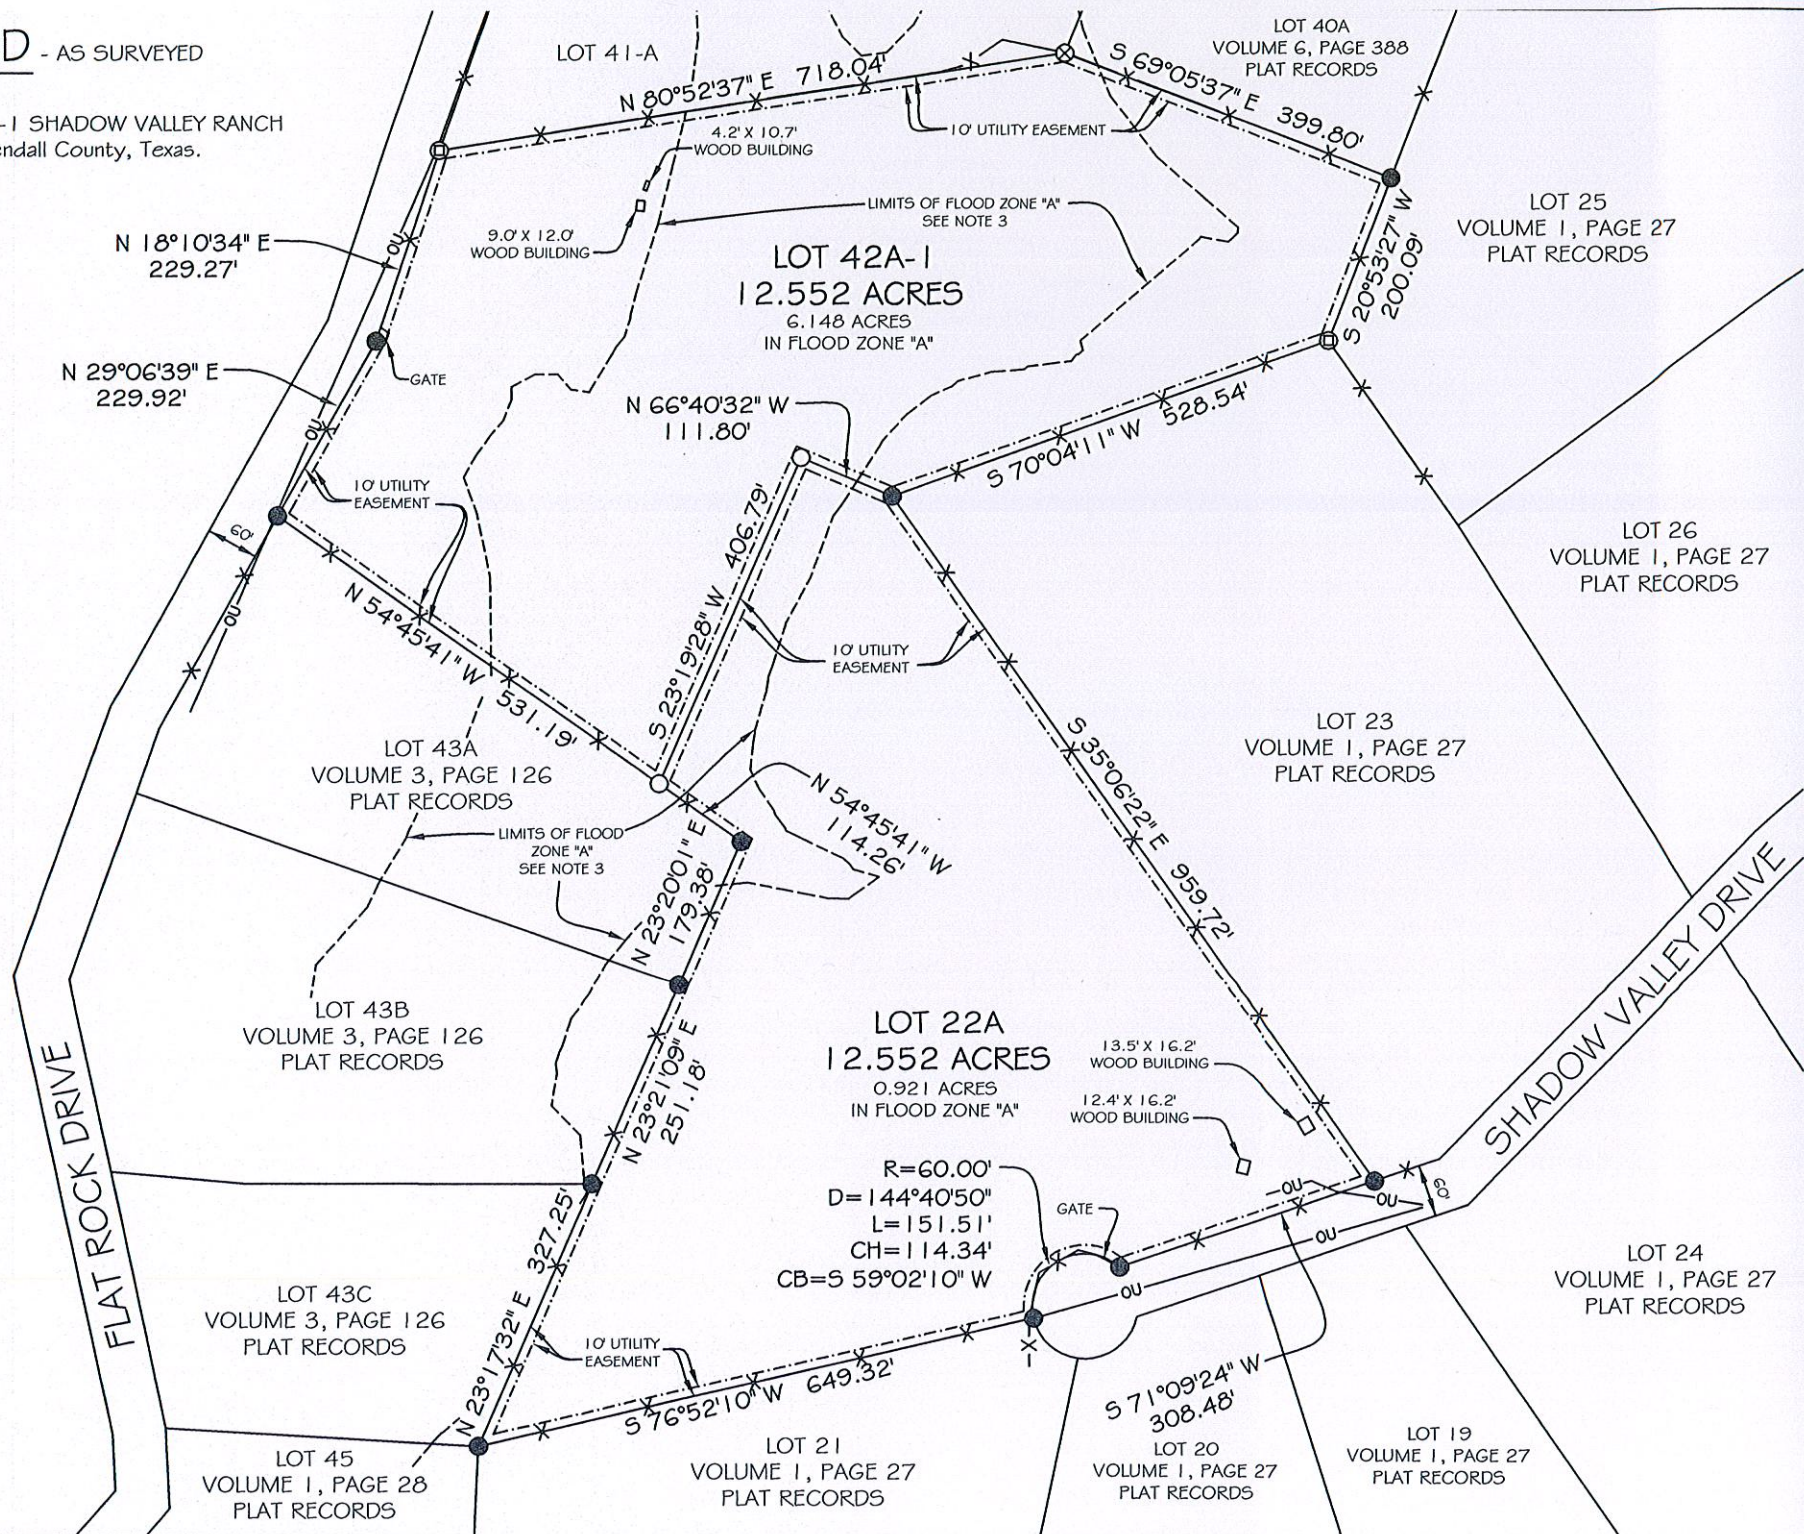 D - AS SURVEYED
-1 SHADOW VALLEY RANCH
endall County, Texas.
LOT 41-A
N 80°52'37" E 718.04'
LOT 40A
VOLUME 6, PAGE 388
PLAT RECORDS
S 69°05'37" E 399.80'
10' UTILITY EASEMENT
4.2' X 10.7'
WOOD BUILDING
9.0' X 12.0'
WOOD BUILDING
LIMITS OF FLOOD ZONE "A"
SEE NOTE 3
LOT 42A-1
12.552 ACRES
6.148 ACRES
IN FLOOD ZONE "A"
S 20°53'27" W
200.09'
LOT 25
VOLUME 1, PAGE 27
PLAT RECORDS
N 18°10'34" E
229.27'
OU
GATE
N 29°06'39" E
229.92'
OU
N 66°40'32" W
111.80'
S 70°04'11" W 528.54'
10' UTILITY
EASEMENT
60'
OU
N 54°45'41" W 531.19'
S 23°19'28" W 406.79'
10' UTILITY
EASEMENT
LOT 26
VOLUME 1, PAGE 27
PLAT RECORDS
S 35°06'22" E 959.72'
LOT 23
VOLUME 1, PAGE 27
PLAT RECORDS
LOT 43A
VOLUME 3, PAGE 126
PLAT RECORDS
LIMITS OF FLOOD
ZONE "A"
SEE NOTE 3
N 54°45'41" W
114.26'
N 23°20'01" E
179.38'
LOT 43B
VOLUME 3, PAGE 126
PLAT RECORDS
N 23°21'09" E
251.18'
LOT 22A
12.552 ACRES
0.921 ACRES
IN FLOOD ZONE "A"
13.5' X 16.2'
WOOD BUILDING
12.4' X 16.2'
WOOD BUILDING
SHADOW VALLEY DRIVE
FLAT ROCK DRIVE
R=60.00'
D=144°40'50"
L=151.51'
CH=114.34'
CB=S 59°02'10" W
GATE
OU
OU
60'
OU
OU
LOT 24
VOLUME 1, PAGE 27
PLAT RECORDS
LOT 43C
VOLUME 3, PAGE 126
PLAT RECORDS
N 23°17'32" E 327.25'
10' UTILITY
EASEMENT
S 76°52'10" W 649.32'
S 71°09'24" W
308.48'
LOT 45
VOLUME 1, PAGE 28
PLAT RECORDS
LOT 21
VOLUME 1, PAGE 27
PLAT RECORDS
LOT 20
VOLUME 1, PAGE 27
PLAT RECORDS
LOT 19
VOLUME 1, PAGE 27
PLAT RECORDS